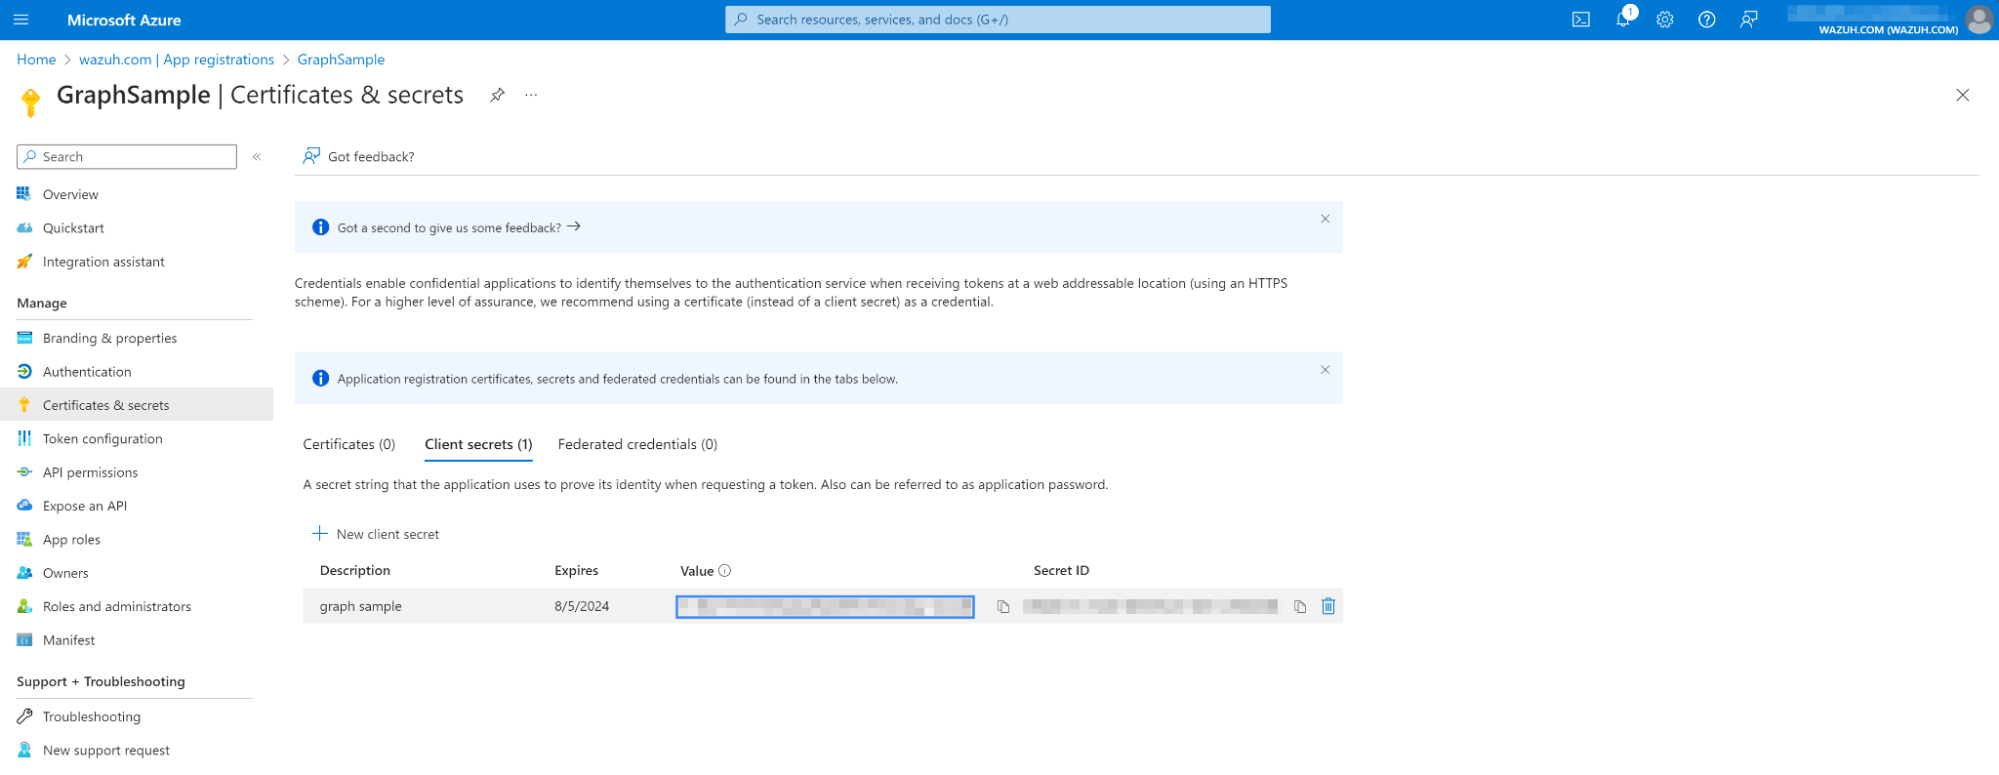 Microsoft Azure
Search resources, services, and docs (G+/)
1
WAZUH.COM (WAZUH.COM)
Home > wazuh.com | App registrations > GraphSample
GraphSample | Certificates & secrets
Search
Got feedback?
Overview
Quickstart
Integration assistant
Manage
Branding & properties
Authentication
Certificates & secrets
Token configuration
API permissions
Expose an API
App roles
Owners
Roles and administrators
Manifest
Support + Troubleshooting
Troubleshooting
New support request
Got a second to give us some feedback?
Credentials enable confidential applications to identify themselves to the authentication service when receiving tokens at a web addressable location (using an HTTPS
scheme). For a higher level of assurance, we recommend using a certificate (instead of a client secret) as a credential.
Application registration certificates, secrets and federated credentials can be found in the tabs below.
Certificates (0) Client secrets (1) Federated credentials (0)
A secret string that the application uses to prove its identity when requesting a token. Also can be referred to as application password.
New client secret
Description Expires Value Secret ID
graph sample 8/5/2024